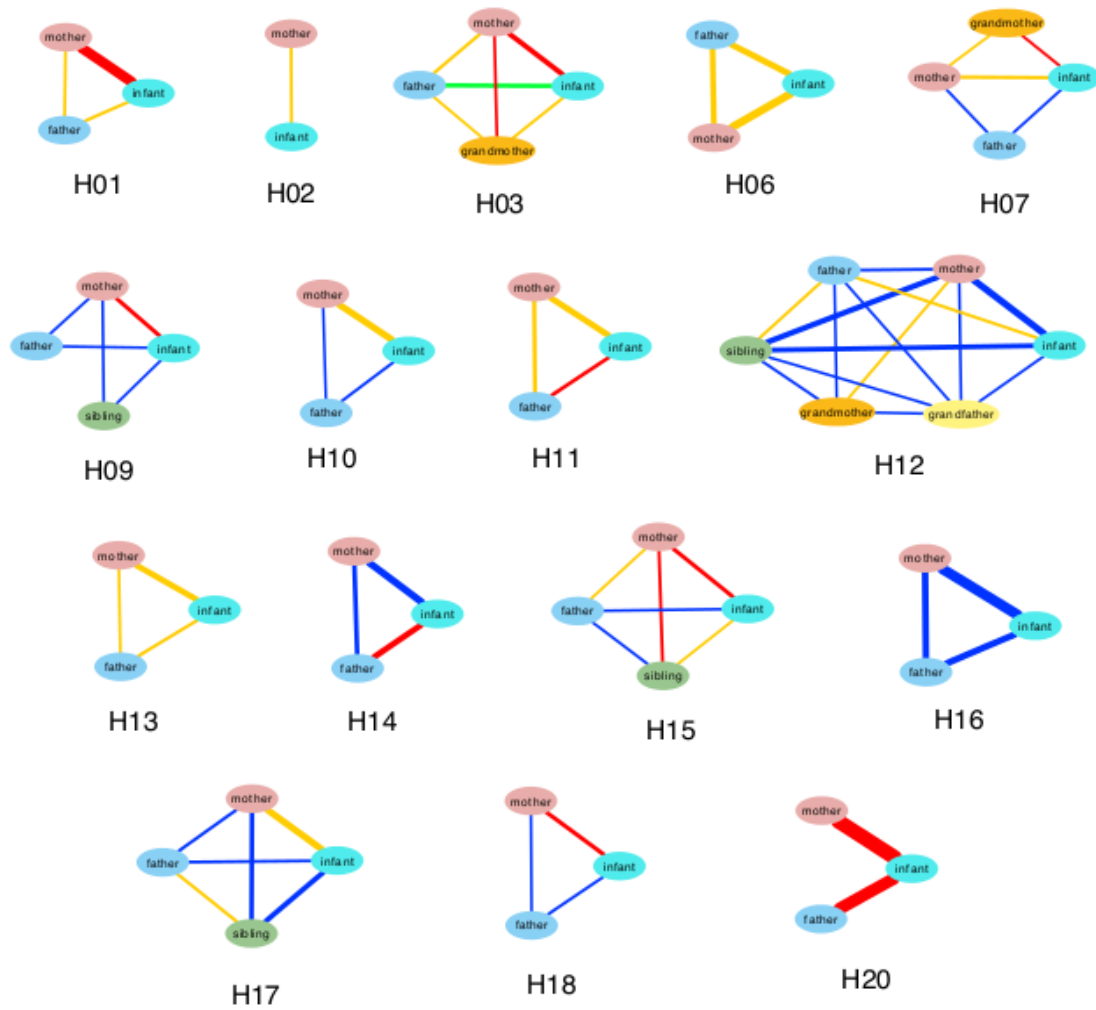 mother
infant
father
H01
mother
infant
H02
mother
father
infant
grandmother
H03
father
infant
mother
H06
grandmother
mother
infant
father
H07
mother
father
infant
sibling
H09
mother
infant
father
H10
mother
infant
father
H11
father
mother
sibling
infant
grandmother
grandfather
H12
mother
infant
father
H13
mother
infant
father
H14
mother
father
infant
sibling
H15
mother
infant
father
H16
mother
father
infant
sibling
H17
mother
infant
father
H18
mother
infant
father
H20